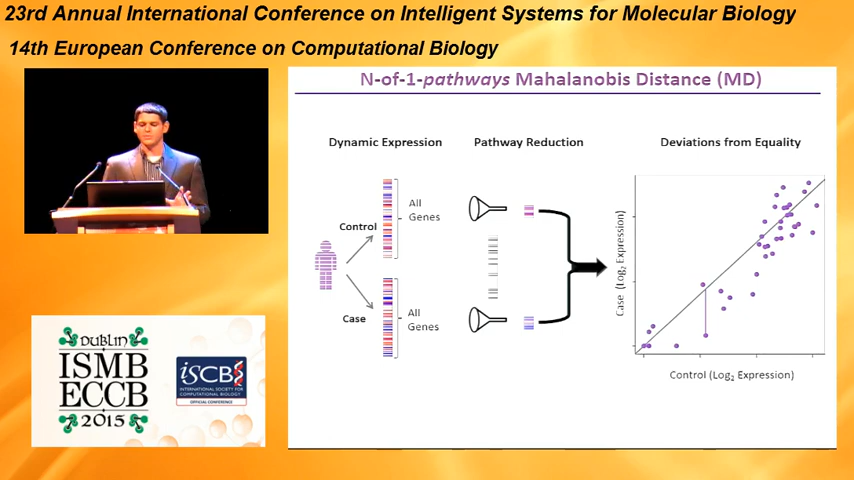 23rd Annual International Conference on Intelligent Systems for Molecular Biology
14th European Conference on Computational Biology
N-of-1-pathways Mahalanobis Distance (MD)
Dynamic Expression
Pathway Reduction
Deviations from Equality
Control
All
Genes
Case
All
Genes
Case (Log2 Expression)
Control (Log2 Expression)
DUBLIN
ISMB
ECCB
2015
ISCB
INTERNATIONAL SOCIETY FOR
COMPUTATIONAL BIOLOGY
OFFICIAL CONFERENCE